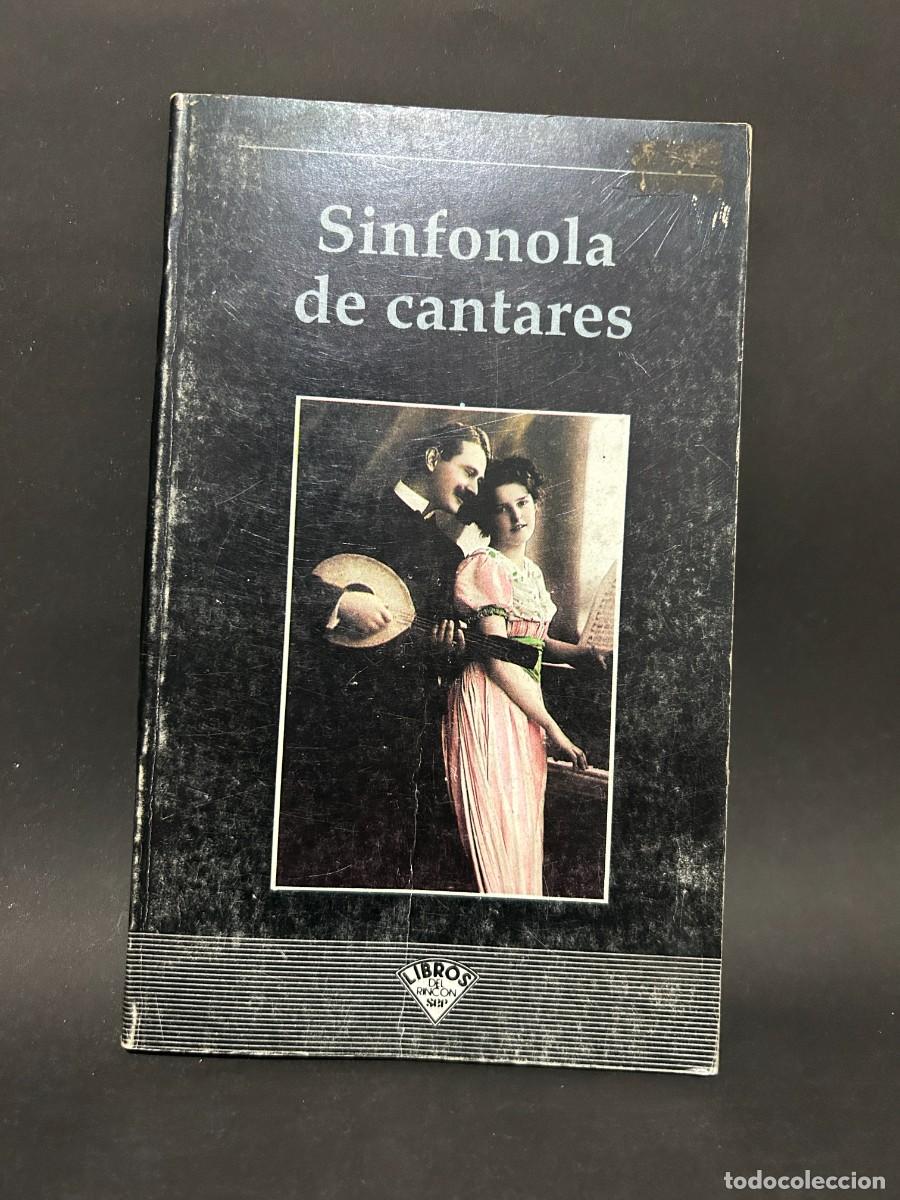 Sinfonola
de cantares
LIBROS
DEL
RINCON
SEP
todocoleccion